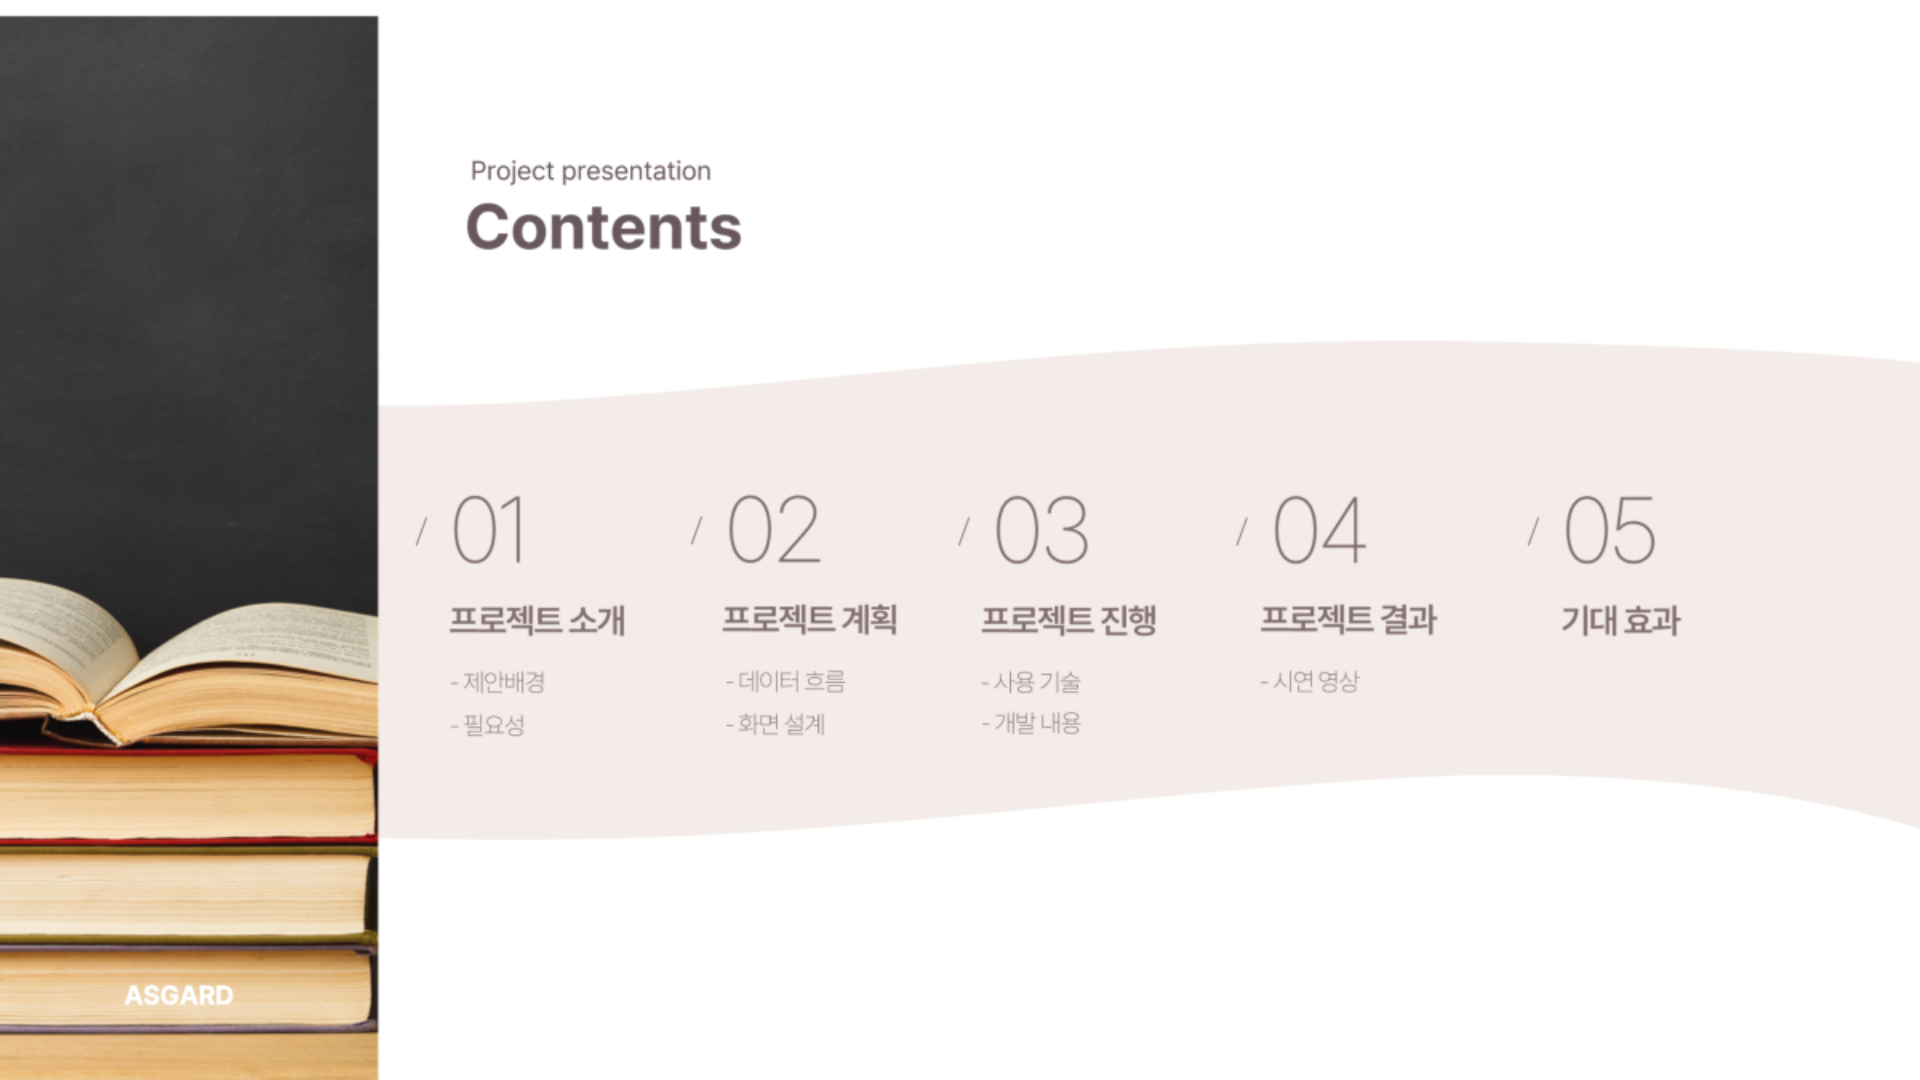 Project presentation
Contents
/ 01
프로젝트 소개
- 제안배경
- 필요성
/ 02
프로젝트 계획
- 데이터 흐름
- 화면 설계
/ 03
프로젝트 진행
- 사용 기술
- 개발 내용
/ 04
프로젝트 결과
- 시연 영상
/ 05
기대 효과
ASGARD